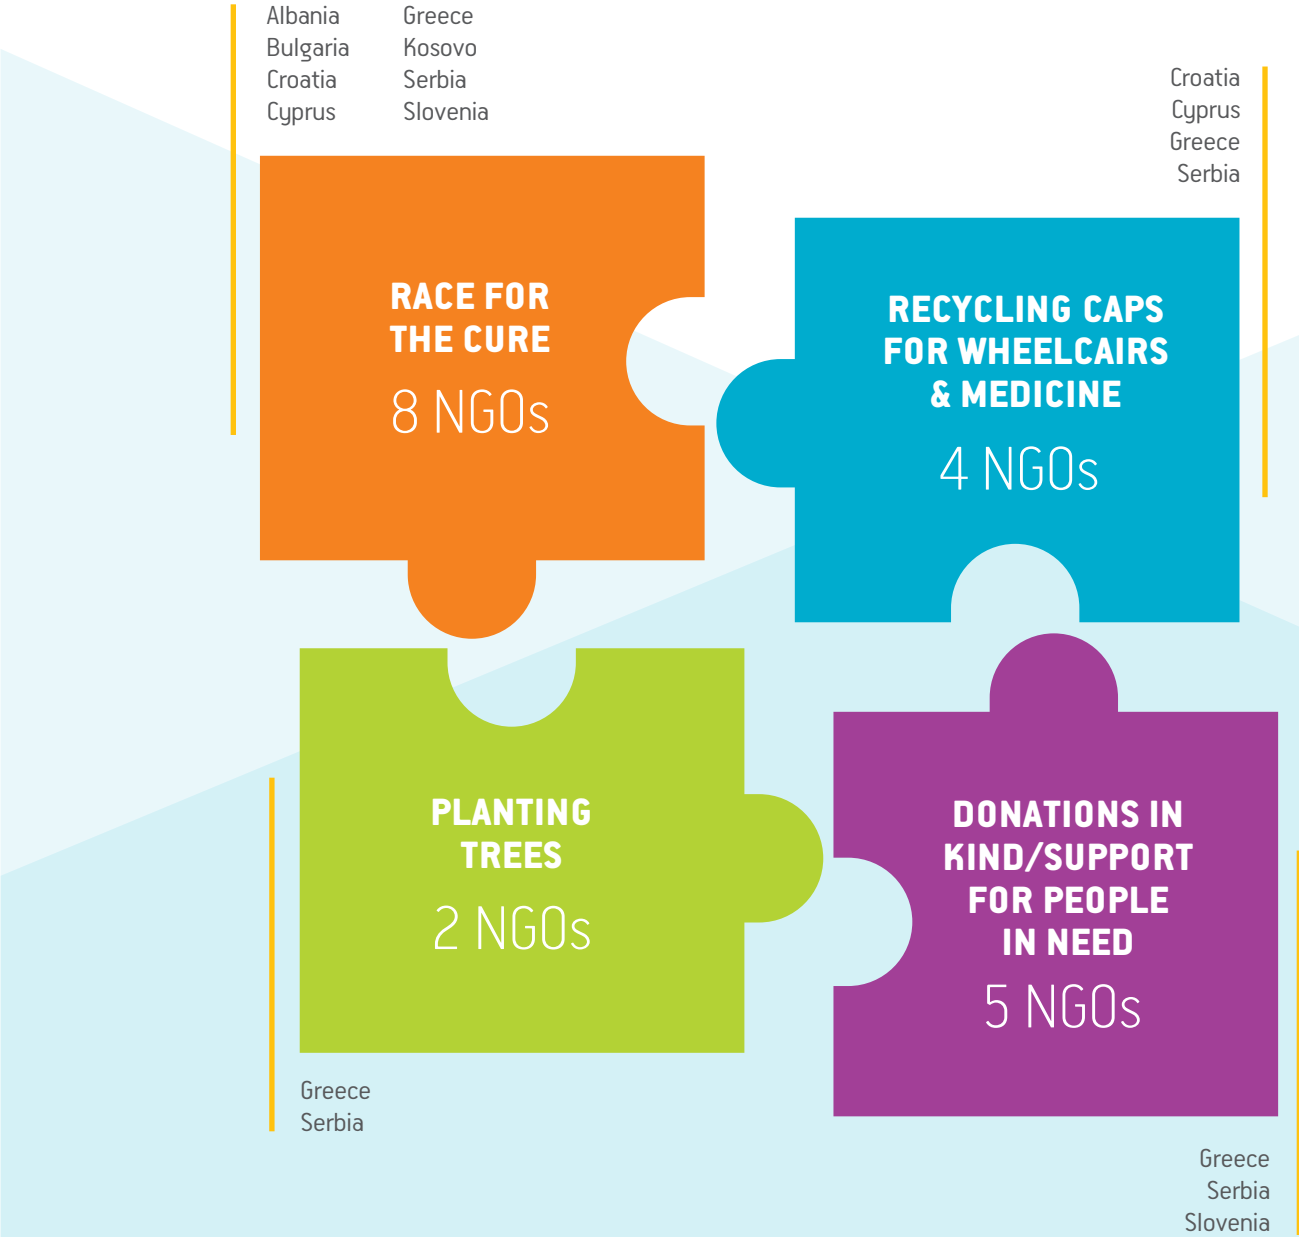 Albania
Bulgaria
Croatia
Cyprus
Greece
Kosovo
Serbia
Slovenia
Croatia
Cyprus
Greece
Serbia
RACE FOR
THE CURE
8 NGOs
RECYCLING CAPS
FOR WHEELCAIRS
& MEDICINE
4 NGOs
PLANTING
TREES
2 NGOs
DONATIONS IN
KIND/SUPPORT
FOR PEOPLE
IN NEED
5 NGOs
Greece
Serbia
Greece
Serbia
Slovenia